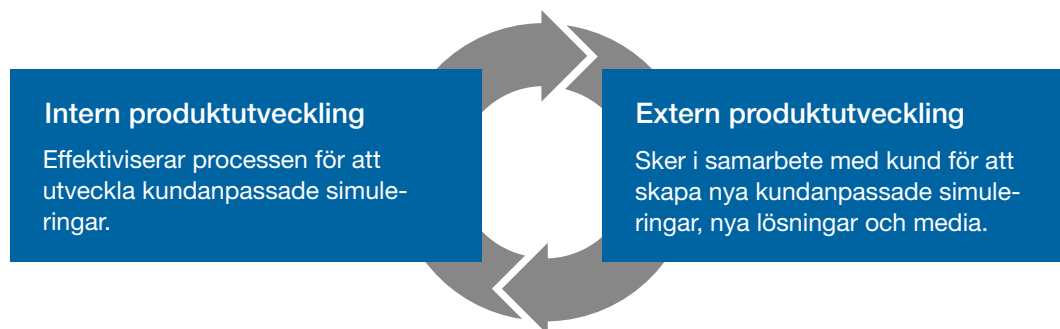 Intern produktutveckling
Effektiviserar processen för att
utveckla kundanpassade simule-
ringar.
Extern produktutveckling
Sker i samarbete med kund för att
skapa nya kundanpassade simule-
ringar, nya lösningar och media.